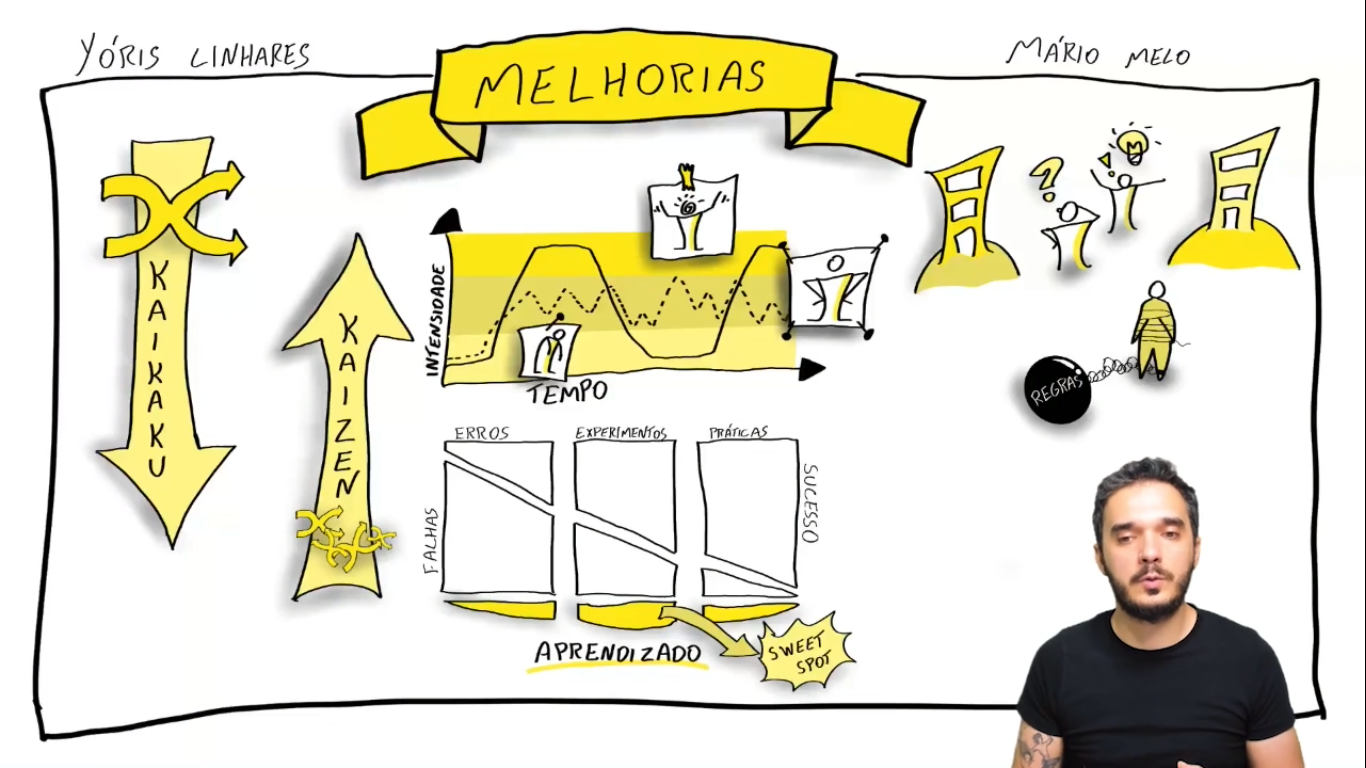 YÓRIS LINHARES
MELHORIAS
MÁRIO MELO
KAIKAKU
KAIZEN
INTENSIDADE
TEMPO
REGRAS
ERROS
EXPERIMENTOS
PRÁTICAS
FALHAS
SUCESSO
APRENDIZADO
SWEET
SPOT